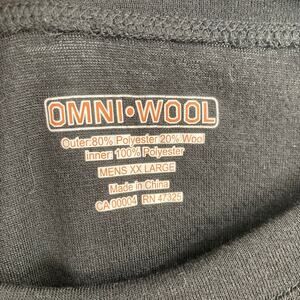 OMNI•WOOL
Outer:80% Polyester 20% Wool
inner: 100% Polyester
MENS XX LARGE
Made in China
CA 00004 RN 47325